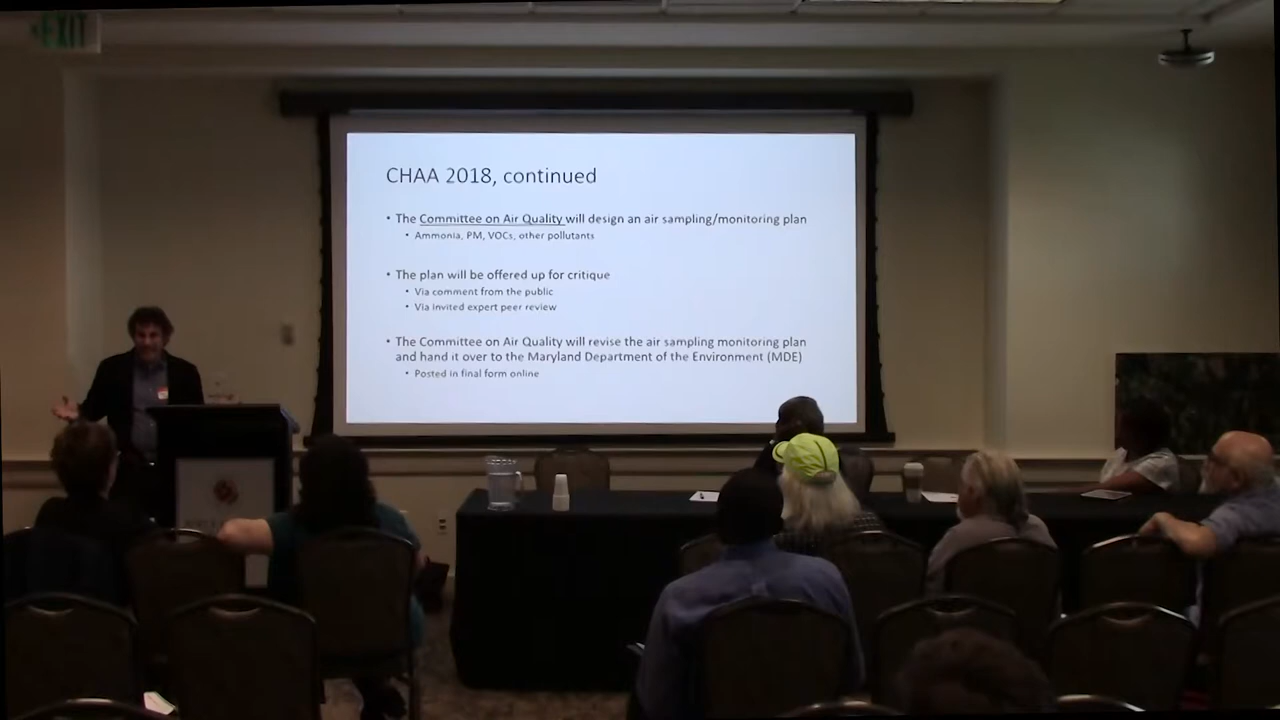 EXIT
CHAA 2018, continued
• The Committee on Air Quality will design an air sampling/monitoring plan
• Ammonia, PM, VOCs, other pollutants
• The plan will be offered up for critique
• Via comment from the public
• Via invited expert peer review
• The Committee on Air Quality will revise the air sampling monitoring plan
and hand it over to the Maryland Department of the Environment (MDE)
• Posted in final form online